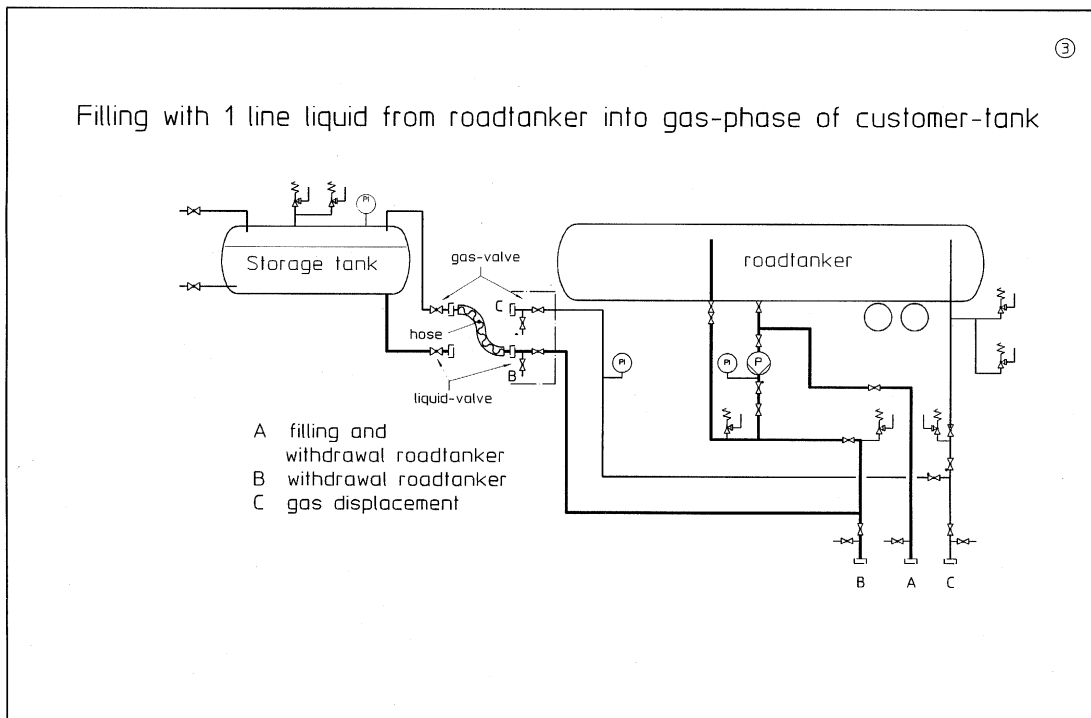 3
Filling with 1 line liquid from roadtanker into gas-phase of customer-tank
PI
Storage tank
gas-valve
roadtanker
C
hose
B
liquid-valve
PI
PI
P
A filling and
withdrawal roadtanker
B withdrawal roadtanker
C gas displacement
B A C